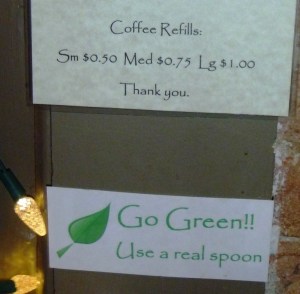 Coffee Refills:
Sm $0.50 Med $0.75 Lg $1.00
Thank you.
Go Green!!
Use a real spoon